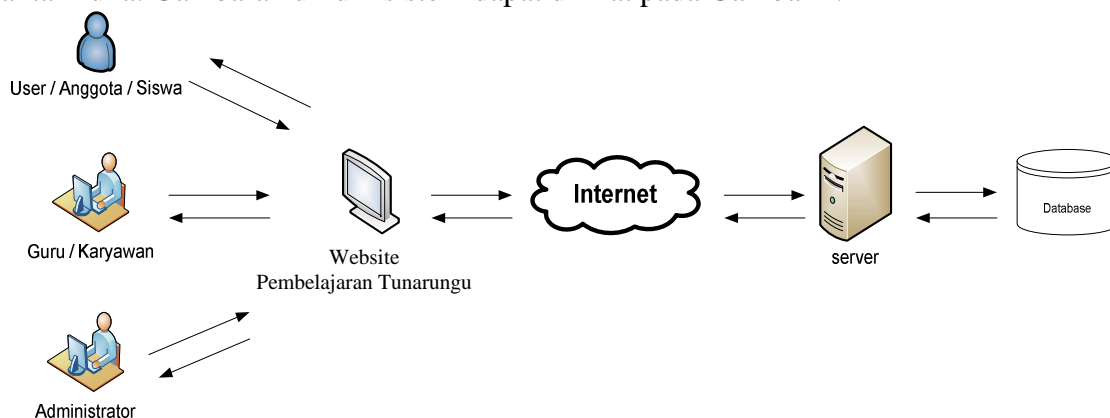 User / Anggota / Siswa
Guru / Karyawan
Administrator
Website
Pembelajaran Tunarungu
Internet
server
Database